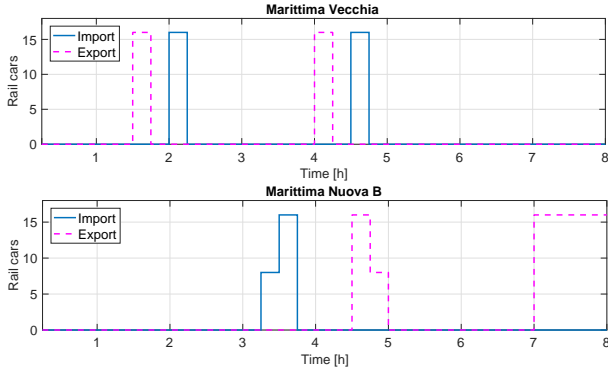 Marittima Vecchia
Rail cars
15
10
5
0
Import
Export
1 2 3 4 5 6 7 8
Time [h]
Marittima Nuova B
Rail cars
15
10
5
0
Import
Export
1 2 3 4 5 6 7 8
Time [h]